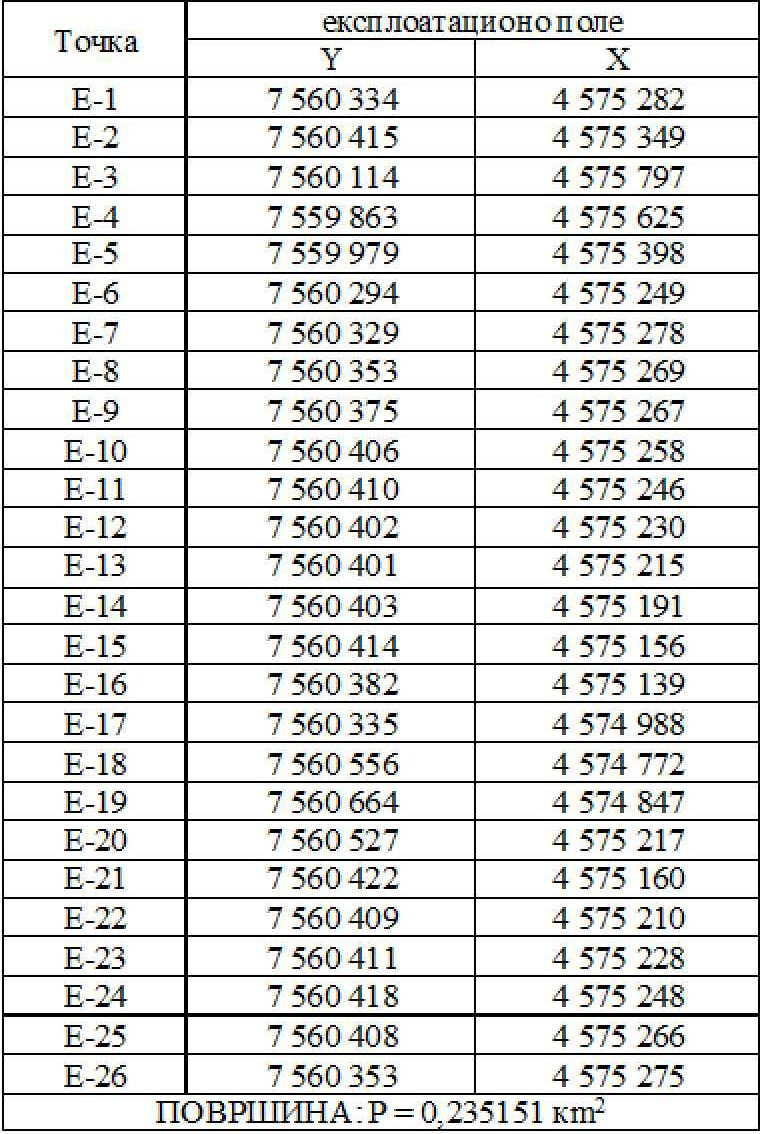 Точка експлоатационо поле
Y X
Е-1 7 560 334 4 575 282
Е-2 7 560 415 4 575 349
Е-3 7 560 114 4 575 797
Е-4 7 559 863 4 575 625
Е-5 7 559 979 4 575 398
Е-6 7 560 294 4 575 249
Е-7 7 560 329 4 575 278
Е-8 7 560 353 4 575 269
Е-9 7 560 375 4 575 267
Е-10 7 560 406 4 575 258
Е-11 7 560 410 4 575 246
Е-12 7 560 402 4 575 230
Е-13 7 560 401 4 575 215
Е-14 7 560 403 4 575 191
Е-15 7 560 414 4 575 156
Е-16 7 560 382 4 575 139
Е-17 7 560 335 4 574 988
Е-18 7 560 556 4 574 772
Е-19 7 560 664 4 574 847
Е-20 7 560 527 4 575 217
Е-21 7 560 422 4 575 160
Е-22 7 560 409 4 575 210
Е-23 7 560 411 4 575 228
Е-24 7 560 418 4 575 248
Е-25 7 560 408 4 575 266
Е-26 7 560 353 4 575 275
ПОВРШИНА: Р = 0,235151 км²